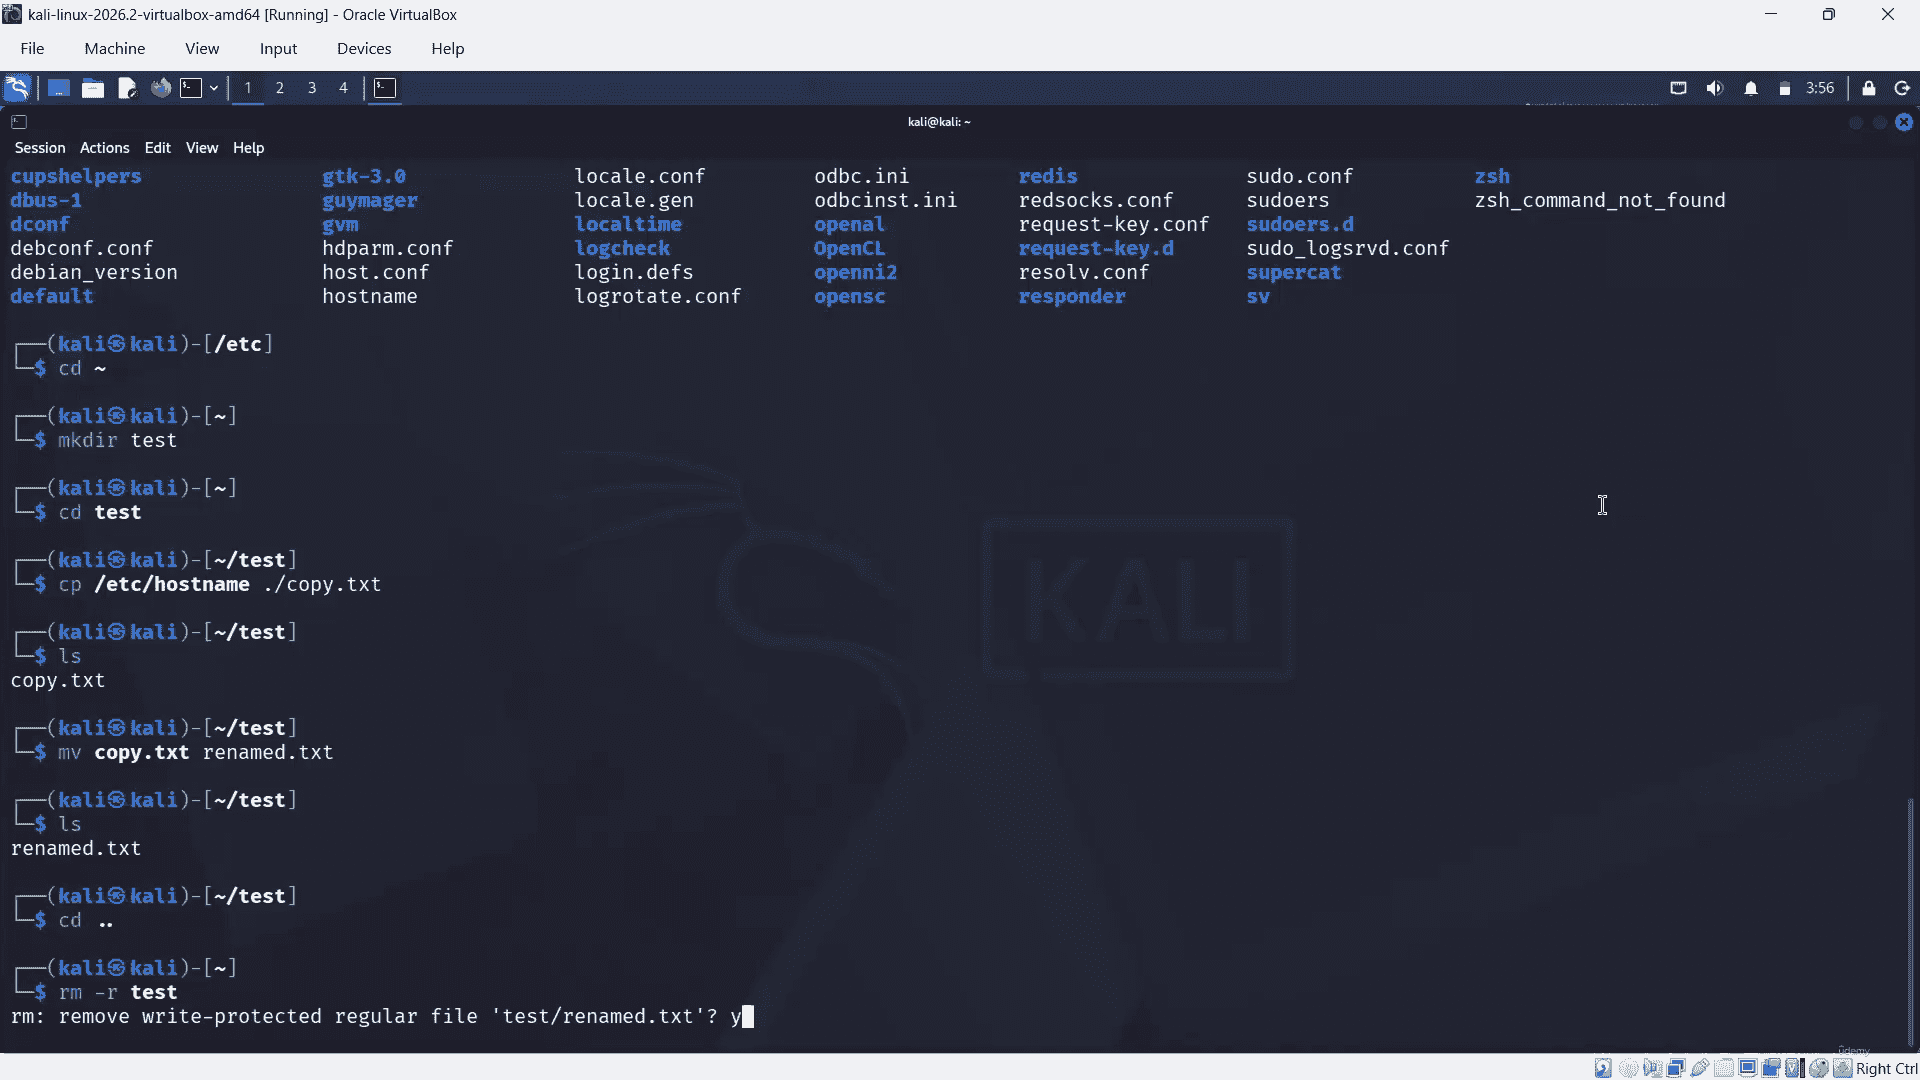 kali-linux-2026.2-virtualbox-amd64 [Running] - Oracle VirtualBox
File Machine View Input Devices Help
1 2 3 4 3:56
kali@kali: ~
Session Actions Edit View Help
cupshelpers gtk-3.0 locale.conf odbc.ini redis sudo.conf zsh
dbus-1 guymager locale.gen odbcinst.ini redsocks.conf sudoers zsh_command_not_found
dconf gvm localtime openal request-key.conf sudoers.d
debconf.conf hdparm.conf logcheck OpenCL request-key.d sudo_logsrvd.conf
debian_version host.conf login.defs openni2 resolv.conf supercat
default hostname logrotate.conf opensc responder sv
┌──(kali㉿kali)-[/etc]
└─$ cd ~
┌──(kali㉿kali)-[~]
└─$ mkdir test
┌──(kali㉿kali)-[~]
└─$ cd test
┌──(kali㉿kali)-[~/test]
└─$ cp /etc/hostname ./copy.txt
┌──(kali㉿kali)-[~/test]
└─$ ls
copy.txt
┌──(kali㉿kali)-[~/test]
└─$ mv copy.txt renamed.txt
┌──(kali㉿kali)-[~/test]
└─$ ls
renamed.txt
┌──(kali㉿kali)-[~/test]
└─$ cd ..
┌──(kali㉿kali)-[~]
└─$ rm -r test
rm: remove write-protected regular file 'test/renamed.txt'? y
KALI
ûdemy
Right Ctrl